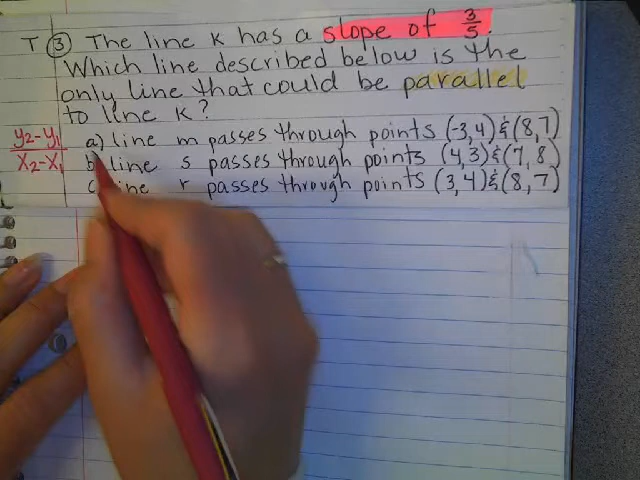 T ③ The line K has a slope of 3/5.
Which line described below is the
only line that could be parallel
to line K?
y₂-y₁
x₂-x₁
a) line m passes through points (-3,4)&(8,7)
b) line s passes through points (4,3)&(7,8)
c) line r passes through points (3,4)&(8,7)